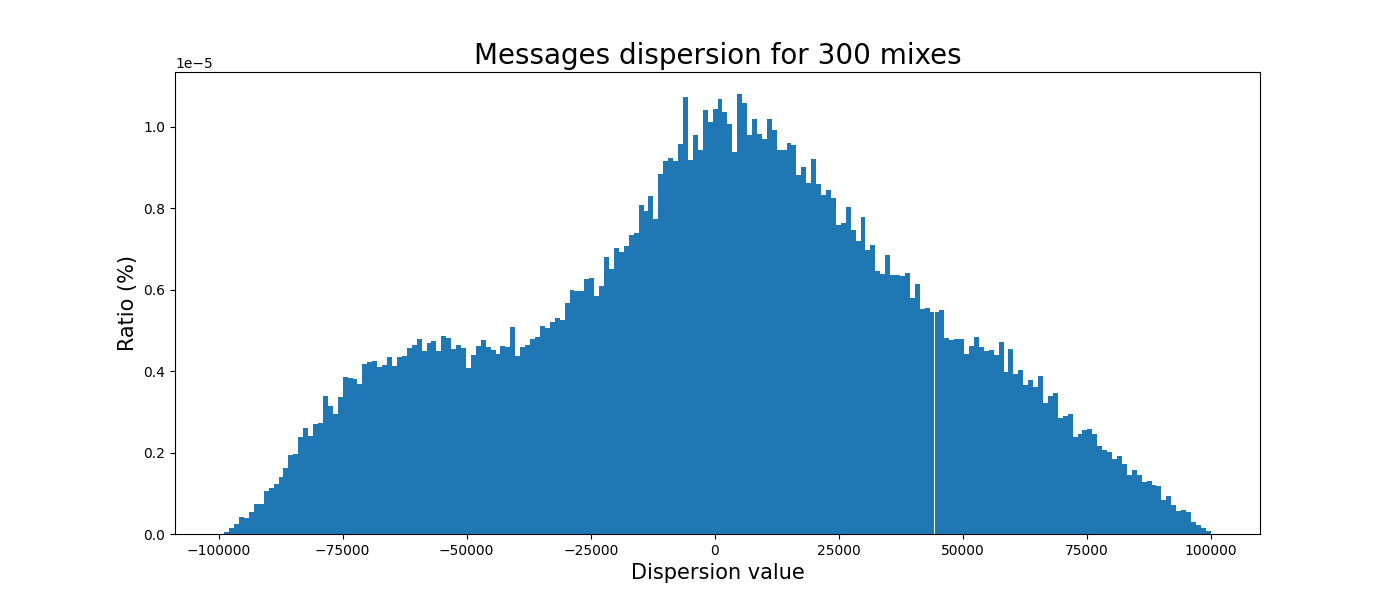 Messages dispersion for 300 mixes
1e−5
1.0
0.8
0.6
0.4
0.2
0.0
Ratio (%)
−100000 −75000 −50000 −25000 0 25000 50000 75000 100000
Dispersion value